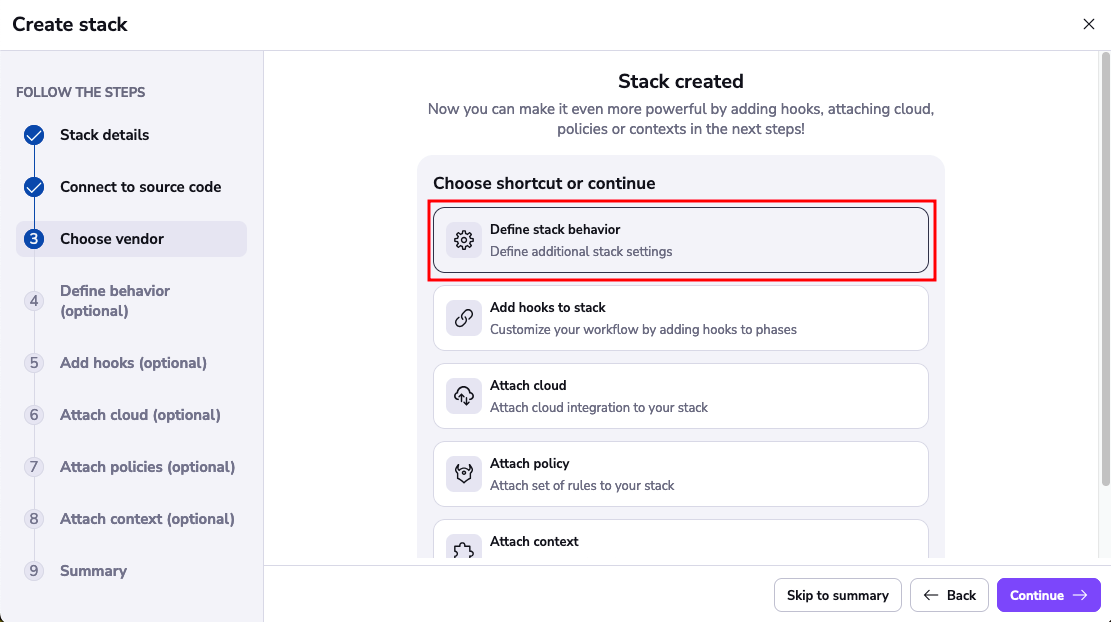 Create stack
FOLLOW THE STEPS
Stack details
Connect to source code
3 Choose vendor
4 Define behavior
(optional)
5 Add hooks (optional)
6 Attach cloud (optional)
7 Attach policies (optional)
8 Attach context (optional)
9 Summary
Stack created
Now you can make it even more powerful by adding hooks, attaching cloud,
policies or contexts in the next steps!
Choose shortcut or continue
Define stack behavior
Define additional stack settings
Add hooks to stack
Customize your workflow by adding hooks to phases
Attach cloud
Attach cloud integration to your stack
Attach policy
Attach set of rules to your stack
Attach context
Skip to summary
Back
Continue